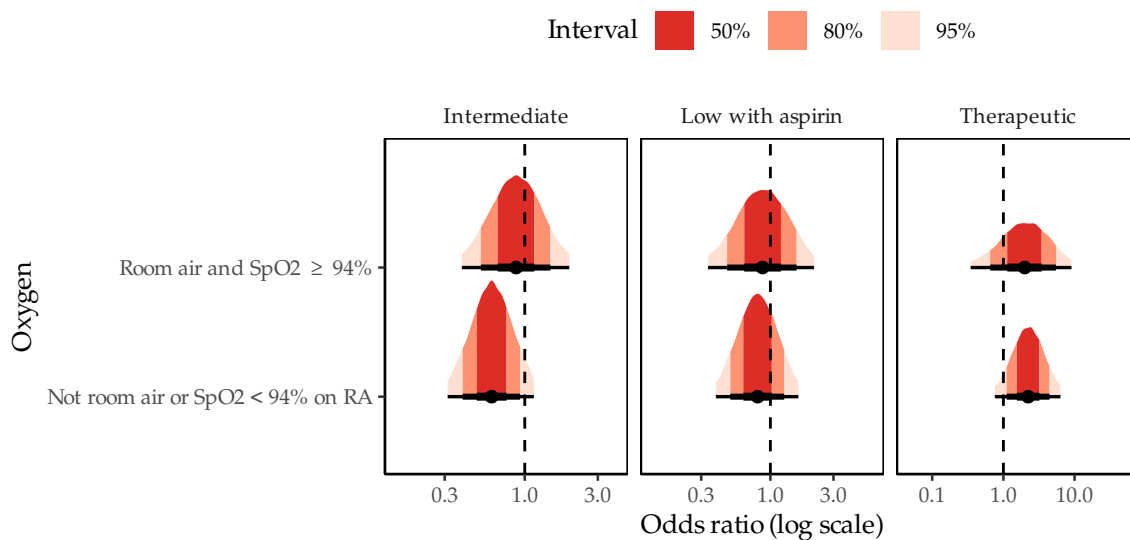 Interval 50% 80% 95%
Intermediate Low with aspirin Therapeutic
Oxygen
Room air and SpO2 ≥ 94%
Not room air or SpO2 < 94% on RA
0.3 1.0 3.0 0.3 1.0 3.0 0.1 1.0 10.0
Odds ratio (log scale)